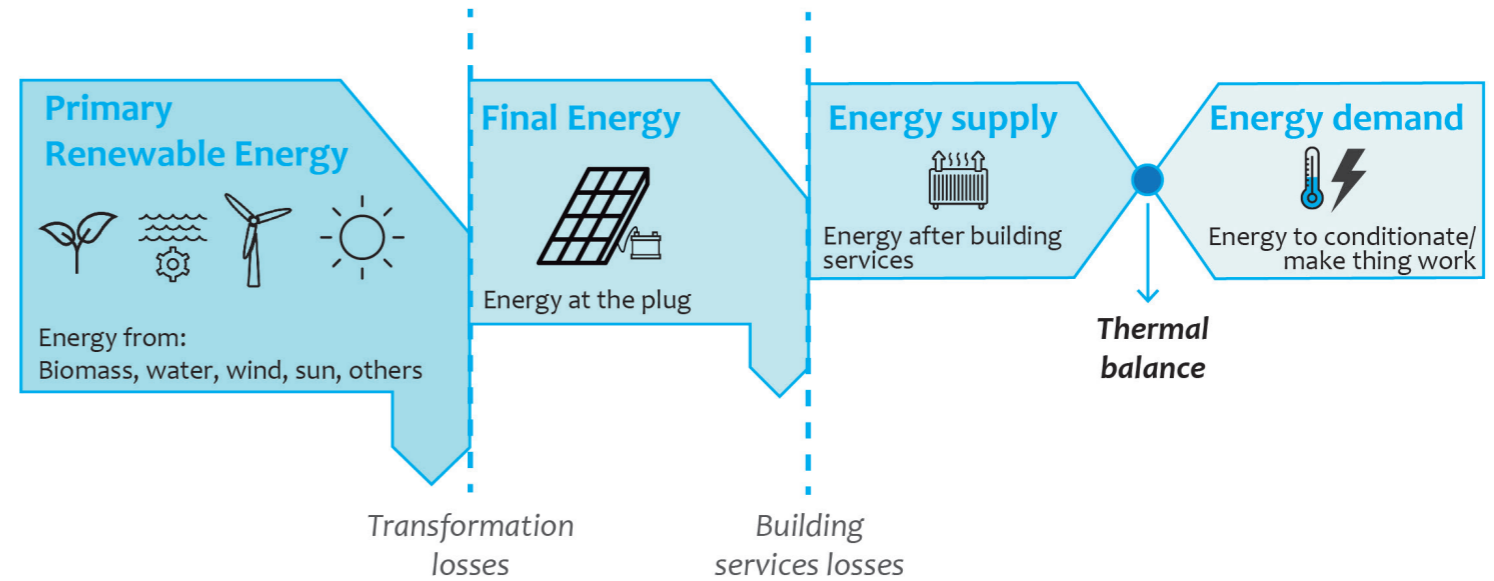 Primary
Renewable Energy
Energy from:
Biomass, water, wind, sun, others
Final Energy
Energy at the plug
Energy supply
Energy after building
services
Energy demand
Energy to conditionate/
make thing work
Thermal
balance
Transformation
losses
Building
services losses